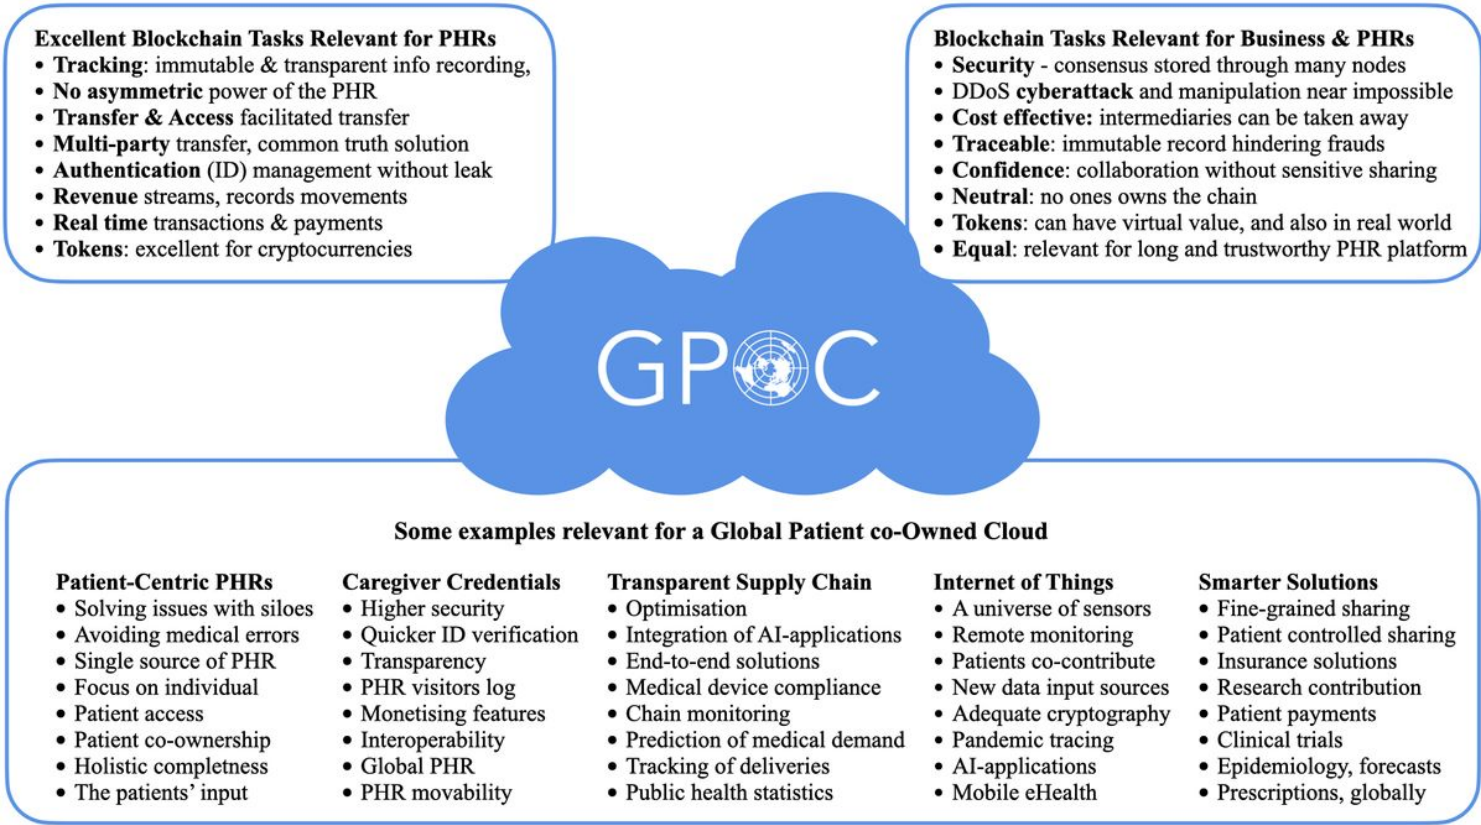 Excellent Blockchain Tasks Relevant for PHRs
• Tracking: immutable & transparent info recording,
• No asymmetric power of the PHR
• Transfer & Access facilitated transfer
• Multi-party transfer, common truth solution
• Authentication (ID) management without leak
• Revenue streams, records movements
• Real time transactions & payments
• Tokens: excellent for cryptocurrencies
Blockchain Tasks Relevant for Business & PHRs
• Security - consensus stored through many nodes
• DDoS cyberattack and manipulation near impossible
• Cost effective: intermediaries can be taken away
• Traceable: immutable record hindering frauds
• Confidence: collaboration without sensitive sharing
• Neutral: no ones owns the chain
• Tokens: can have virtual value, and also in real world
• Equal: relevant for long and trustworthy PHR platform
GPOC
Some examples relevant for a Global Patient co-Owned Cloud
Patient-Centric PHRs
• Solving issues with siloes
• Avoiding medical errors
• Single source of PHR
• Focus on individual
• Patient access
• Patient co-ownership
• Holistic completness
• The patients' input
Caregiver Credentials
• Higher security
• Quicker ID verification
• Transparency
• PHR visitors log
• Monetising features
• Interoperability
• Global PHR
• PHR movability
Transparent Supply Chain
• Optimisation
• Integration of AI-applications
• End-to-end solutions
• Medical device compliance
• Chain monitoring
• Prediction of medical demand
• Tracking of deliveries
• Public health statistics
Internet of Things
• A universe of sensors
• Remote monitoring
• Patients co-contribute
• New data input sources
• Adequate cryptography
• Pandemic tracing
• AI-applications
• Mobile eHealth
Smarter Solutions
• Fine-grained sharing
• Patient controlled sharing
• Insurance solutions
• Research contribution
• Patient payments
• Clinical trials
• Epidemiology, forecasts
• Prescriptions, globally